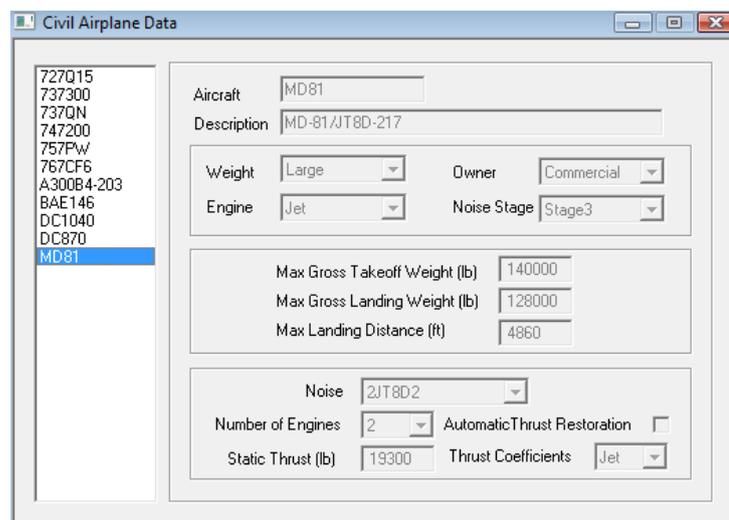 Civil Airplane Data
727Q15
737300
737QN
747200
757PW
767CF6
A300B4-203
BAE146
DC1040
DC870
MD81
Aircraft MD81
Description MD-81/JT8D-217
Weight Large Owner Commercial
Engine Jet Noise Stage Stage3
Max Gross Takeoff Weight (lb) 140000
Max Gross Landing Weight (lb) 128000
Max Landing Distance (ft) 4860
Noise 2JT8D2
Number of Engines 2 AutomaticThrust Restoration
Static Thrust (lb) 19300 Thrust Coefficients Jet